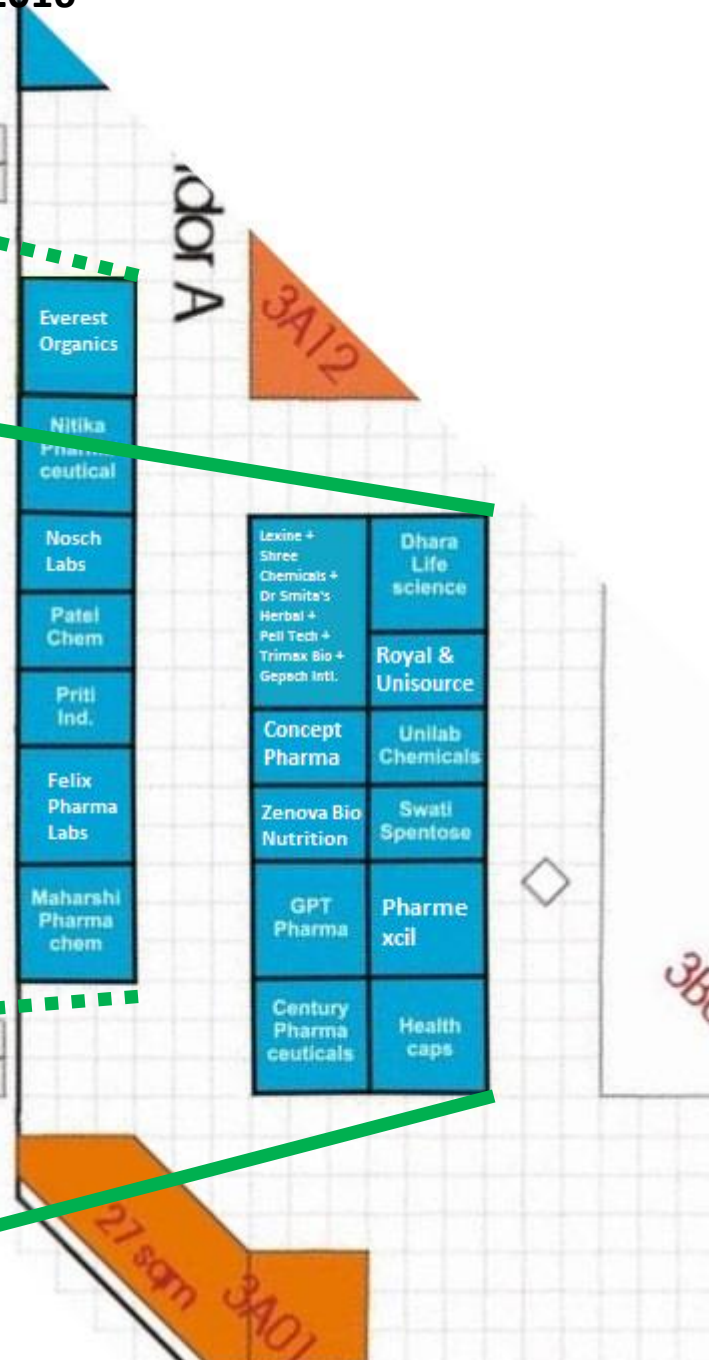 2016
dor A
3A12
Everest
Organics
Nitika
Pharma
ceutical
Nosch
Labs
Patel
Chem
Priti
Ind.
Felix
Pharma
Labs
Maharshi
Pharma
chem
Lexine +
Shree
Chemicals +
Dr Smita's
Herbal +
Pell Tech +
Trimax Bio +
Gepach Intl.
Dhara
Life
science
Royal &
Unisource
Concept
Pharma
Unilab
Chemicals
Zenova Bio
Nutrition
Swati
Spentose
GPT
Pharma
Pharme
xcil
Century
Pharma
ceuticals
Health
caps
27 sqm
3A01